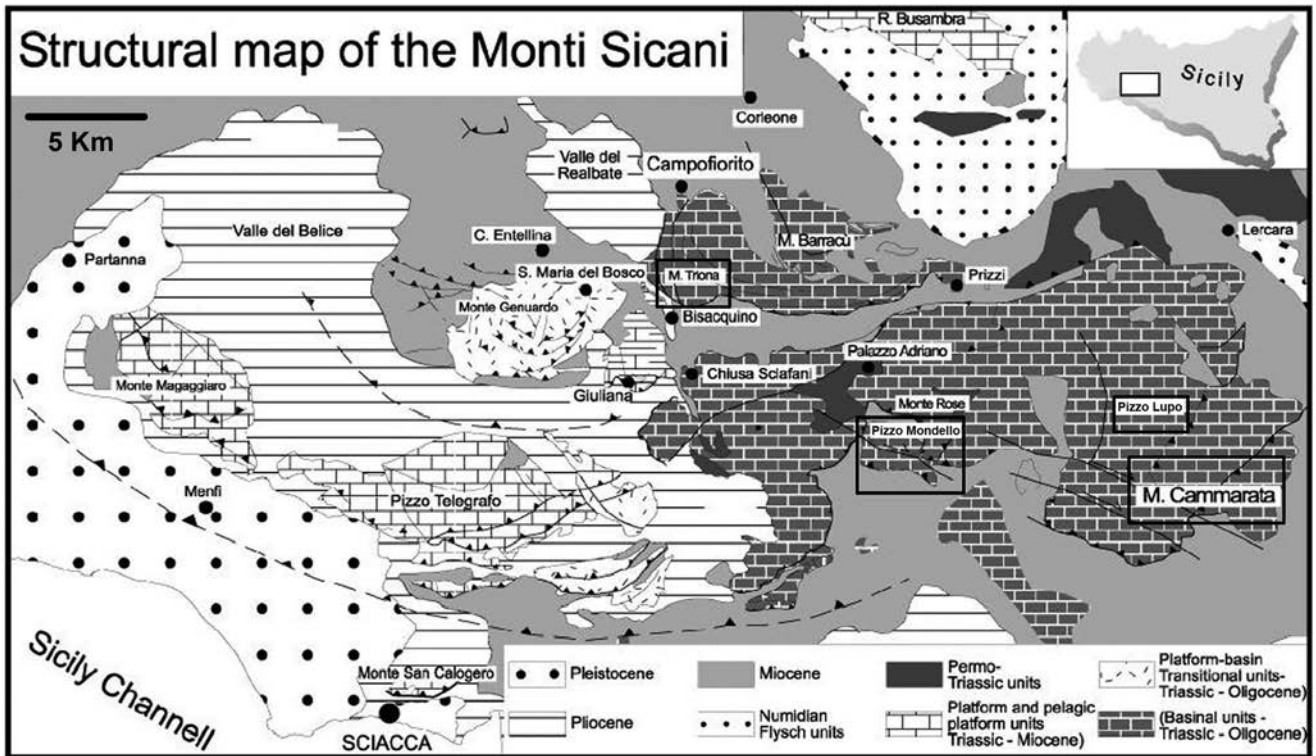 Structural map of the Monti Sicani
R. Busambra
Sicily
5 Km
Corleone
Valle del
Realbate
Campofiorito
Valle del Belice
C. Entellina
M. Barracù
Lercara
Partanna
S. Maria del Bosco
M. Triona
Prizzi
Monte Genuardo
Bisacquino
Palazzo Adriano
Chiusa Sclafani
Monte Magaggiaro
Giuliana
Monte Rose
Pizzo Lupo
Pizzo Mondello
Menfi
Pizzo Telegrafo
M. Cammarata
Sicily Channell
Monte San Calogero
SCIACCA
Pleistocene
Miocene
Permo-
Triassic units
Platform-basin
Transitional units-
Triassic - Oligocene)
Pliocene
Numidian
Flysch units
Platform and pelagic
platform units
Triassic - Miocene)
(Basinal units -
Triassic - Oligocene)